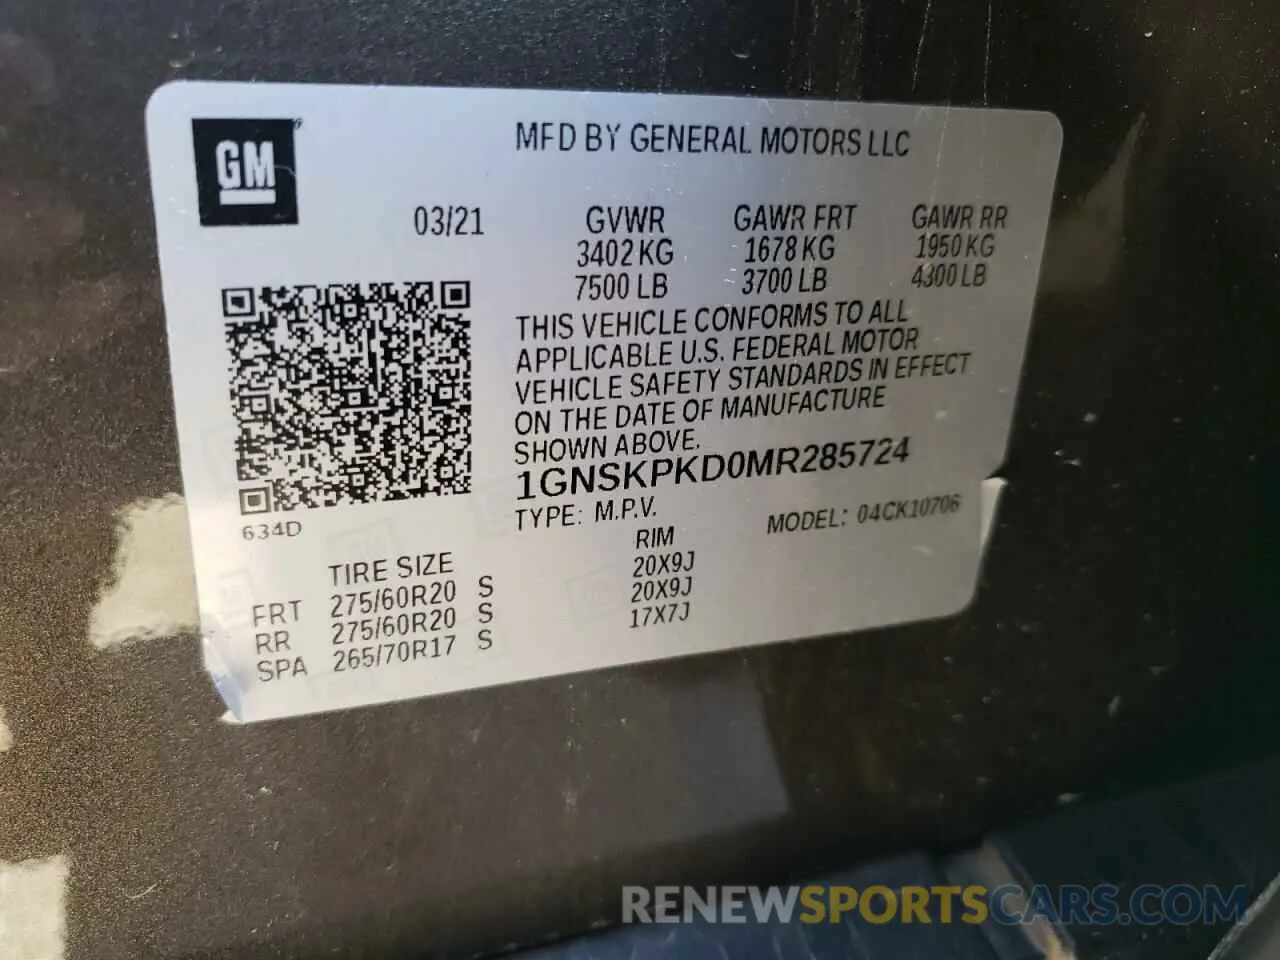 MFD BY GENERAL MOTORS LLC
GM
03/21 GVWR GAWR FRT GAWR RR
3402 KG 1678 KG 1950 KG
7500 LB 3700 LB 4300 LB
THIS VEHICLE CONFORMS TO ALL
APPLICABLE U.S. FEDERAL MOTOR
VEHICLE SAFETY STANDARDS IN EFFECT
ON THE DATE OF MANUFACTURE
SHOWN ABOVE.
1GNSKPKD0MR285724
TYPE: M.P.V. MODEL: 04CK10706
634D
TIRE SIZE RIM
FRT 275/60R20 S 20X9J
RR 275/60R20 S 20X9J
SPA 265/70R17 S 17X7J
RENEWSPORTSCARS.COM